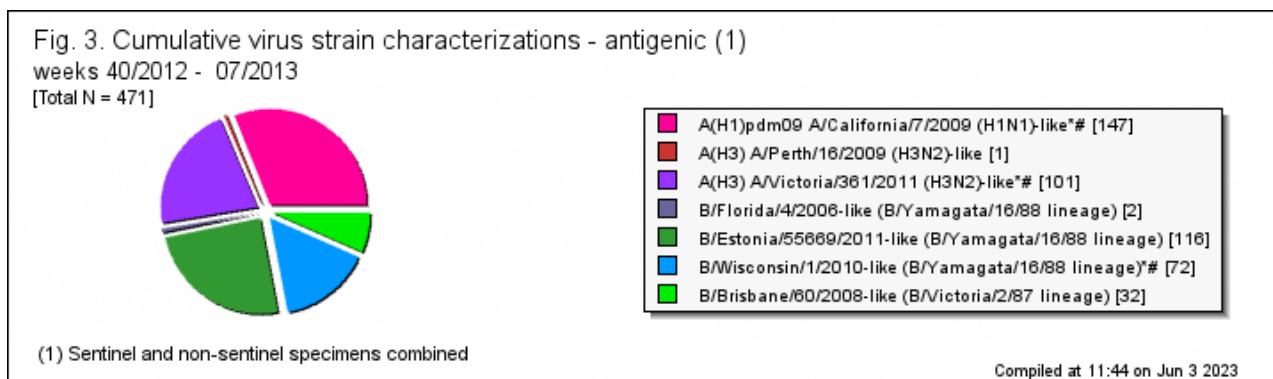 Fig. 3. Cumulative virus strain characterizations - antigenic (1)
weeks 40/2012 - 07/2013
[Total N = 471]
A(H1)pdm09 A/California/7/2009 (H1N1)-like*# [147]
A(H3) A/Perth/16/2009 (H3N2)-like [1]
A(H3) A/Victoria/361/2011 (H3N2)-like*# [101]
B/Florida/4/2006-like (B/Yamagata/16/88 lineage) [2]
B/Estonia/55669/2011-like (B/Yamagata/16/88 lineage) [116]
B/Wisconsin/1/2010-like (B/Yamagata/16/88 lineage)*# [72]
B/Brisbane/60/2008-like (B/Victoria/2/87 lineage) [32]
(1) Sentinel and non-sentinel specimens combined
Compiled at 11:44 on Jun 3 2023